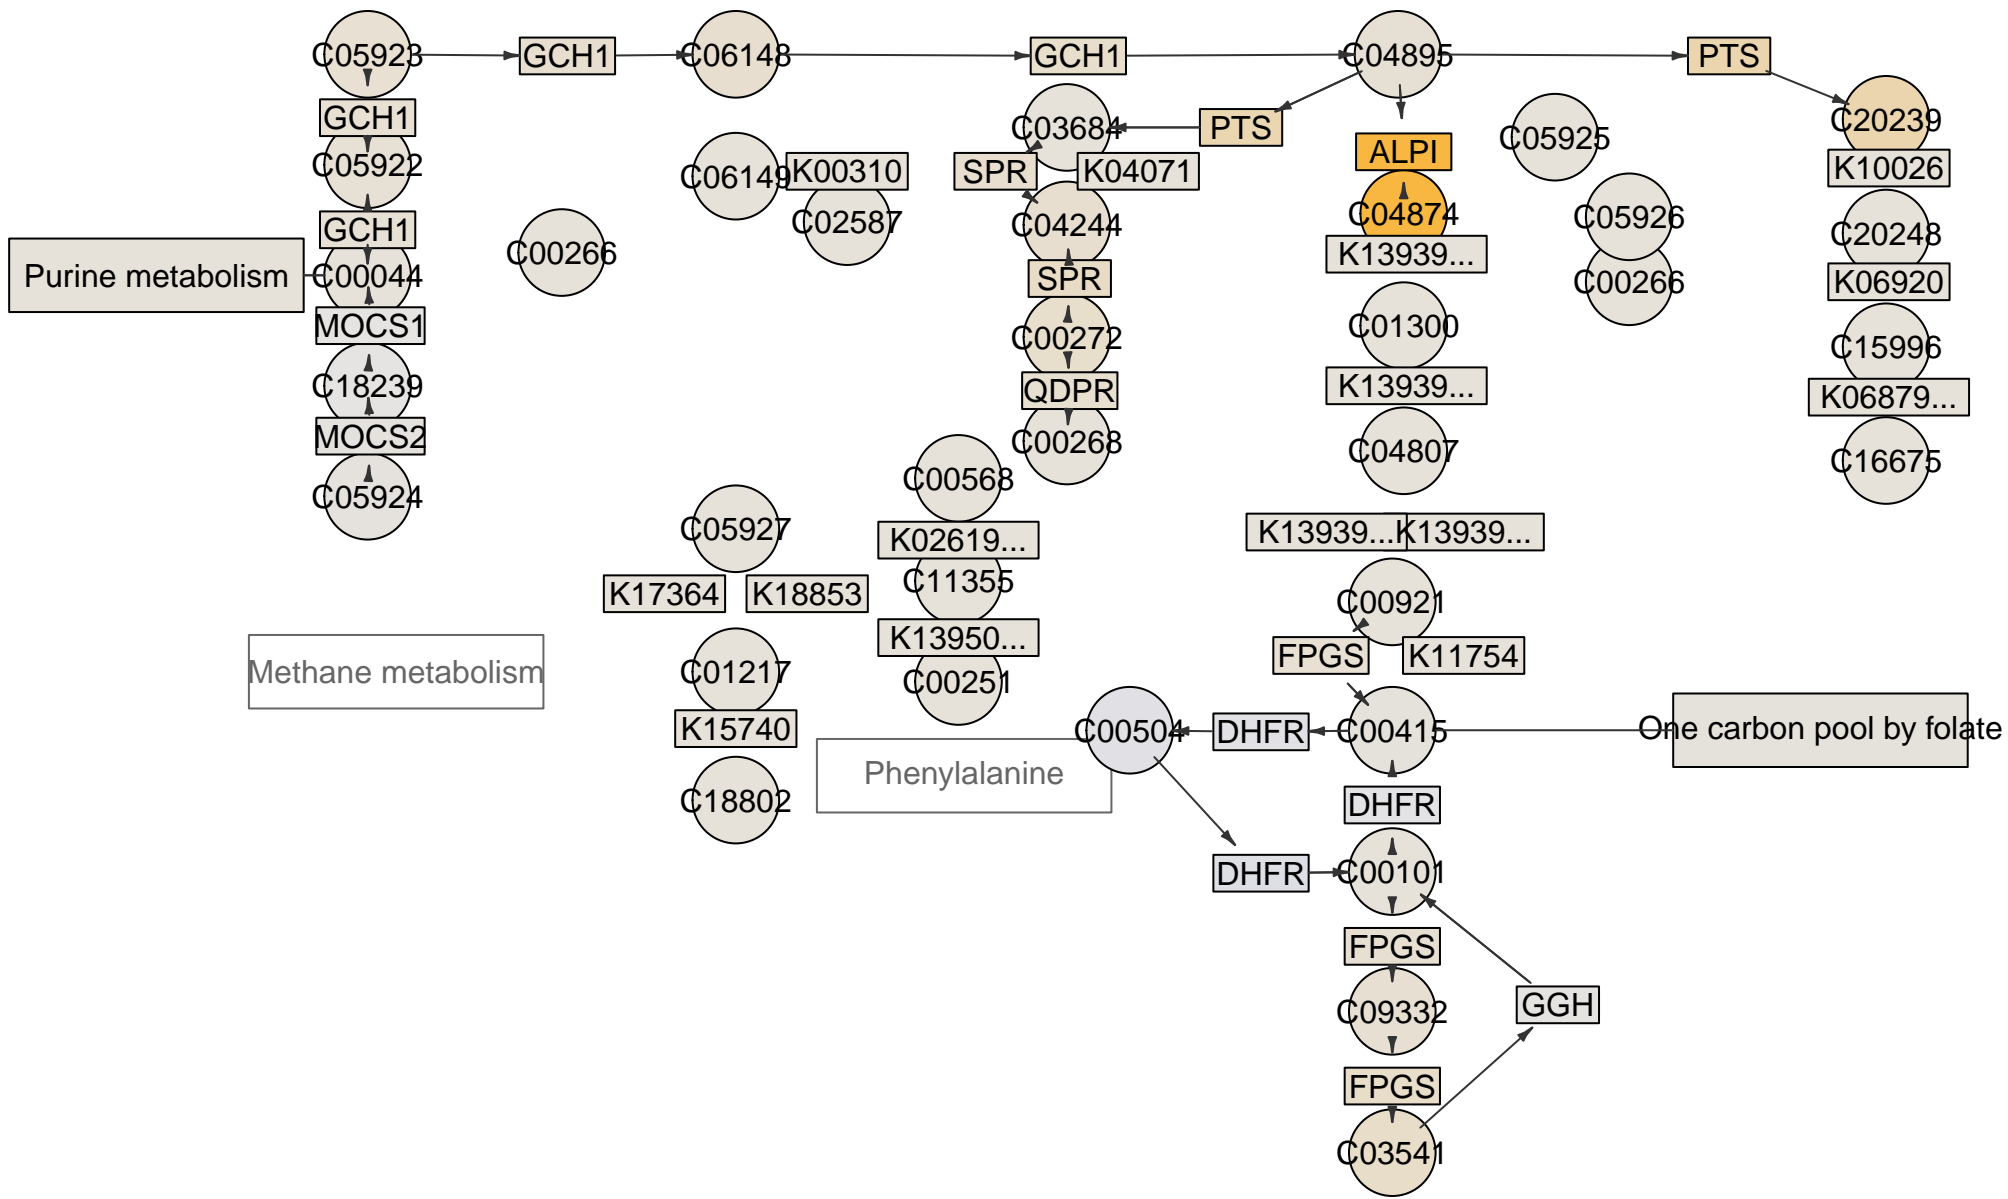 C05923
GCH1
C06148
GCH1
C04895
PTS
GCH1
C03684
PTS
C20239
C05925
ALPI
C05922
C06149
K00310
SPR
K04071
K10026
C02587
C04244
C04874
C05926
GCH1
C20248
C00266
K13939...
Purine metabolism
C00044
SPR
C00266
K06920
MOCS1
C00272
C01300
C15996
C18239
QDPR
K13939...
K06879...
MOCS2
C00268
C04807
C16675
C05924
C00568
C05927
K02619...
K13939...
K13939...
C11355
K17364
K18853
C00921
K13950...
FPGS
K11754
Methane metabolism
C01217
C00251
K15740
C00504
DHFR
C00415
One carbon pool by folate
Phenylalanine
C18802
DHFR
DHFR
C00101
FPGS
C09332
GGH
FPGS
C03541